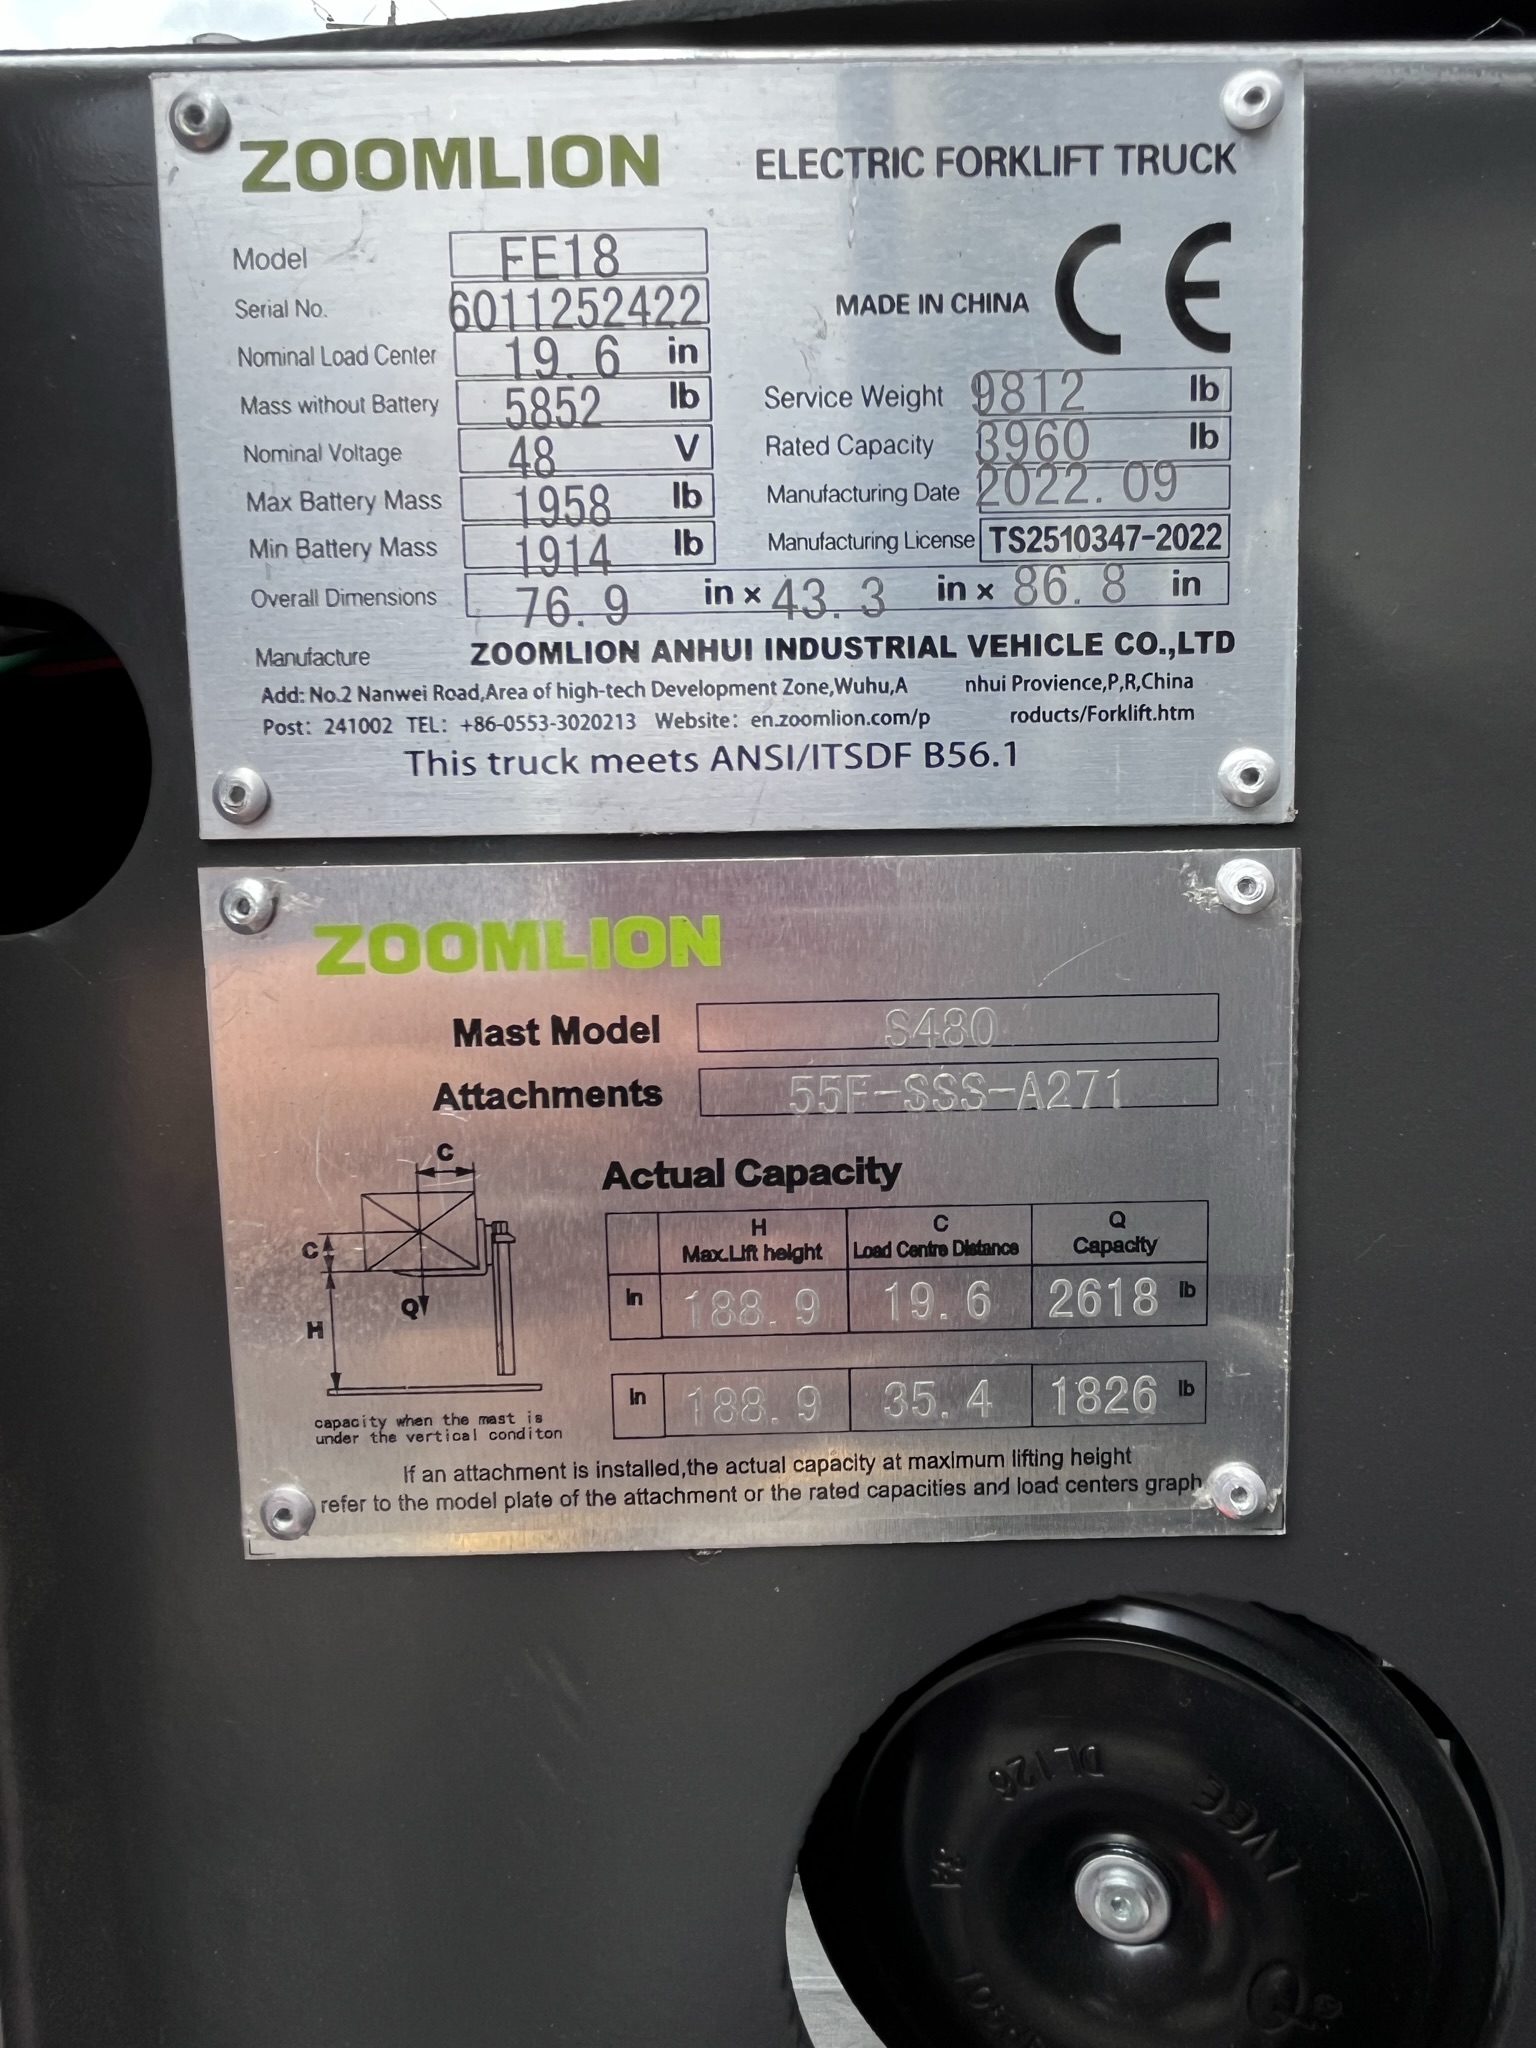 ZOOMLION ELECTRIC FORKLIFT TRUCK
Model FE18
Serial No. 6011252422
MADE IN CHINA CE
Nominal Load Center 19.6 in
Mass without Battery 5852 lb
Service Weight 9812 lb
Nominal Voltage 48 V
Rated Capacity 3960 lb
Max Battery Mass 1958 lb
Manufacturing Date 2022.09
Min Battery Mass 1914 lb
Manufacturing License TS2510347-2022
Overall Dimensions 76.9 in x 43.3 in x 86.8 in
Manufacture ZOOMLION ANHUI INDUSTRIAL VEHICLE CO.,LTD
Add: No.2 Nanwei Road,Area of high-tech Development Zone,Wuhu,A nhui Provience,P,R,China
Post: 241002 TEL: +86-0553-3020213 Website: en.zoomlion.com/p roducts/Forklift.htm
This truck meets ANSI/ITSDF B56.1
ZOOMLION
Mast Model S480
Attachments 55F-SSS-A271
Actual Capacity
H Max.Lift height
C Load Centre Distance
Q Capacity
in 188.9 19.6 2618 lb
in 188.9 35.4 1826 lb
C
C
Q
H
capacity when the mast is
under the vertical conditon
If an attachment is installed,the actual capacity at maximum lifting height
refer to the model plate of the attachment or the rated capacities and load centers graph
DL126